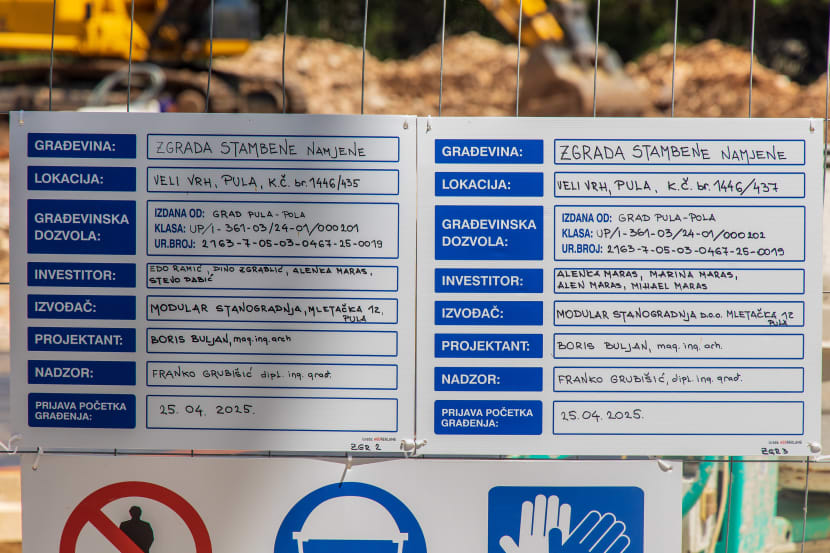 GRAĐEVINA: ZGRADA STAMBENE NAMJENE
LOKACIJA: VELI VRH, PULA, K.Č. br. 1446/435
GRAĐEVINSKA DOZVOLA:
IZDANA OD: GRAD PULA-POLA
KLASA: UP/I-361-03/24-01/000201
UR.BROJ: 2163-7-05-03-0467-25-0019
INVESTITOR: EDO RAMIĆ, DINO ZGRABLIĆ, ALENKA MARAS,
STEVO DABIĆ
IZVOĐAČ: MODULAR STANOGRADNJA, MLETAČKA 12,
PULA
PROJEKTANT: BORIS BULJAN, mag.ing.arch
NADZOR: FRANKO GRUBIŠIĆ dipl. ing. građ.
PRIJAVA POČETKA
GRAĐENJA: 25. 04. 2025.
ZGR 2
GRAĐEVINA: ZGRADA STAMBENE NAMJENE
LOKACIJA: VELI VRH, PULA, K.Č. br. 1446/437
GRAĐEVINSKA DOZVOLA:
IZDANA OD: GRAD PULA-POLA
KLASA: UP/I-361-03/24-01/000202
UR.BROJ: 2163-7-05-03-0467-25-0019
INVESTITOR: ALENKA MARAS, MARINA MARAS,
ALEN MARAS, MIHAEL MARAS
IZVOĐAČ: MODULAR STANOGRADNJA D.O.O. MLETAČKA 12
PULA
PROJEKTANT: BORIS BULJAN, mag. ing. arh.
NADZOR: FRANKO GRUBIŠIĆ, dipl. ing. građ.
PRIJAVA POČETKA
GRAĐENJA: 25.04.2025.
ZGR 3